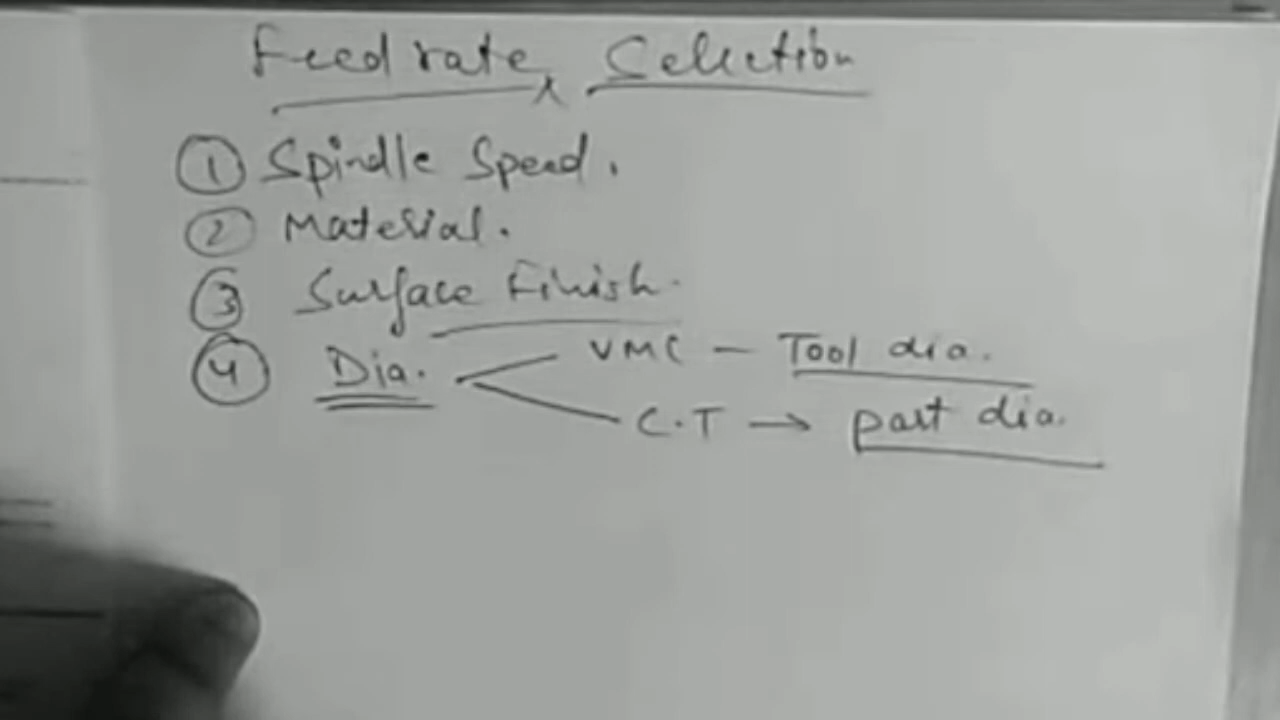 Feed rate, Selection
① Spindle Speed.
② Material.
③ Surface Finish.
④ Dia. VMC - Tool dia.
C.T → part dia.